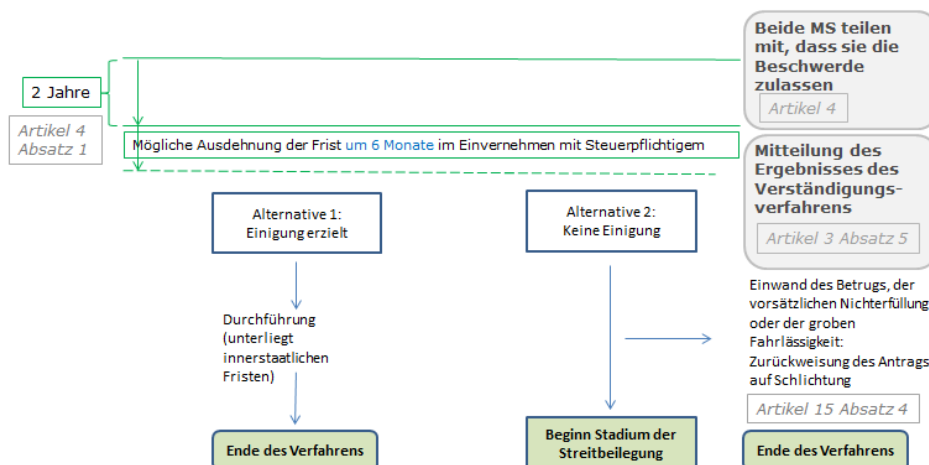 Beide MS teilen
mit, dass sie die
Beschwerde
zulassen
Artikel 4
2 Jahre
Artikel 4
Absatz 1
Mögliche Ausdehnung der Frist um 6 Monate im Einvernehmen mit Steuerpflichtigem
Mitteilung des
Ergebnisses des
Verständigungs-
verfahrens
Artikel 3 Absatz 5
Alternative 1:
Einigung erzielt
Alternative 2:
Keine Einigung
Durchführung
(unterliegt
innerstaatlichen
Fristen)
Einwand des Betrugs, der
vorsätzlichen Nichterfüllung
oder der groben
Fahrlässigkeit:
Zurückweisung des Antrags
auf Schlichtung
Artikel 15 Absatz 4
Ende des Verfahrens
Beginn Stadium der
Streitbeilegung
Ende des Verfahrens